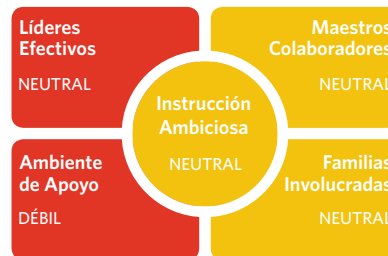 Líderes
Efectivos
NEUTRAL
Maestros
Colaboradores
NEUTRAL
Instrucción
Ambiciosa
NEUTRAL
Ambiente
de Apoyo
DÉBIL
Familias
Involucradas
NEUTRAL